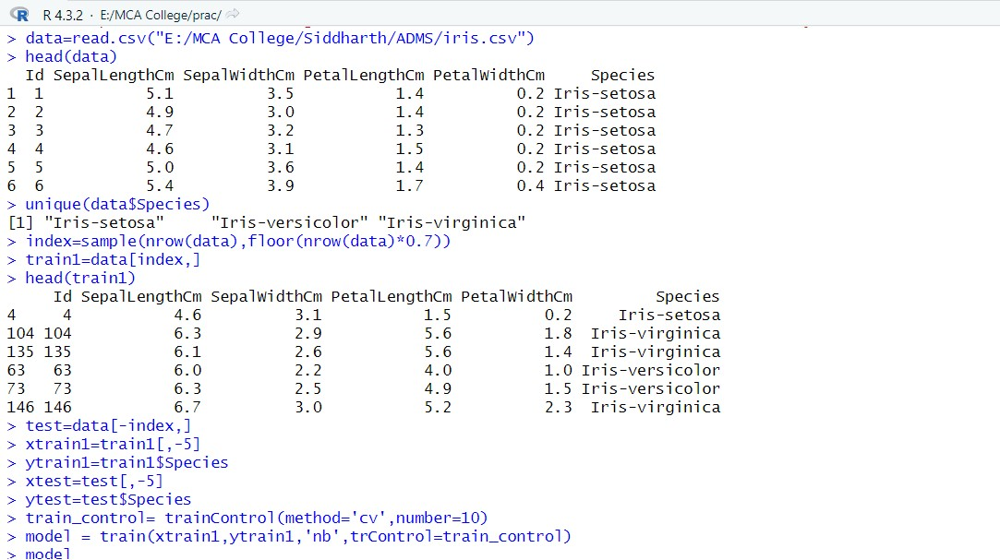 R 4.3.2 · E:/MCA College/prac/
> data=read.csv("E:/MCA College/Siddharth/ADMS/iris.csv")
> head(data)
  Id SepalLengthCm SepalWidthCm PetalLengthCm PetalWidthCm     Species
1  1           5.1          3.5           1.4          0.2 Iris-setosa
2  2           4.9          3.0           1.4          0.2 Iris-setosa
3  3           4.7          3.2           1.3          0.2 Iris-setosa
4  4           4.6          3.1           1.5          0.2 Iris-setosa
5  5           5.0          3.6           1.4          0.2 Iris-setosa
6  6           5.4          3.9           1.7          0.4 Iris-setosa
> unique(data$Species)
[1] "Iris-setosa"     "Iris-versicolor" "Iris-virginica"
> index=sample(nrow(data),floor(nrow(data)*0.7))
> train1=data[index,]
> head(train1)
     Id SepalLengthCm SepalWidthCm PetalLengthCm PetalWidthCm         Species
4     4           4.6          3.1           1.5          0.2     Iris-setosa
104 104           6.3          2.9           5.6          1.8  Iris-virginica
135 135           6.1          2.6           5.6          1.4  Iris-virginica
63   63           6.0          2.2           4.0          1.0 Iris-versicolor
73   73           6.3          2.5           4.9          1.5 Iris-versicolor
146 146           6.7          3.0           5.2          2.3  Iris-virginica
> test=data[-index,]
> xtrain1=train1[,-5]
> ytrain1=train1$Species
> xtest=test[,-5]
> ytest=test$Species
> train_control= trainControl(method='cv',number=10)
> model = train(xtrain1,ytrain1,'nb',trControl=train_control)
> model